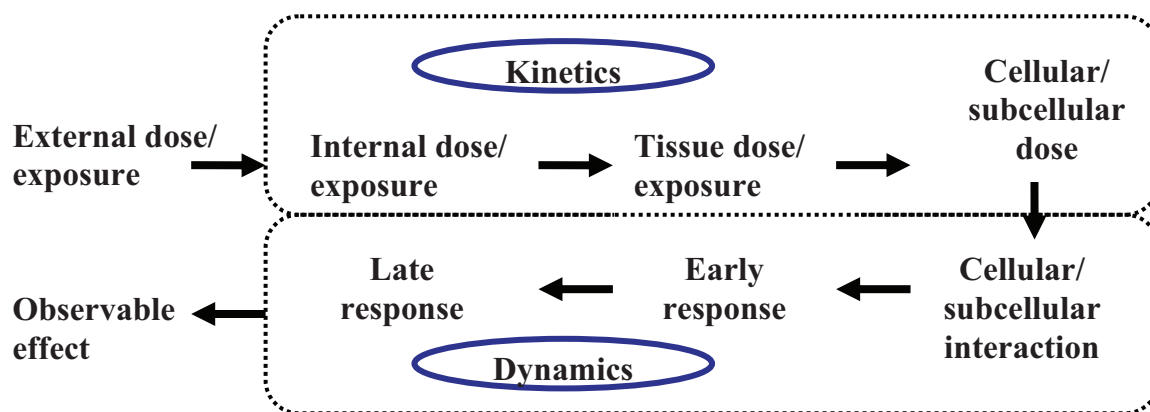 Kinetics
External dose/
exposure
Internal dose/
exposure
Tissue dose/
exposure
Cellular/
subcellular
dose
Cellular/
subcellular
interaction
Early
response
Late
response
Observable
effect
Dynamics